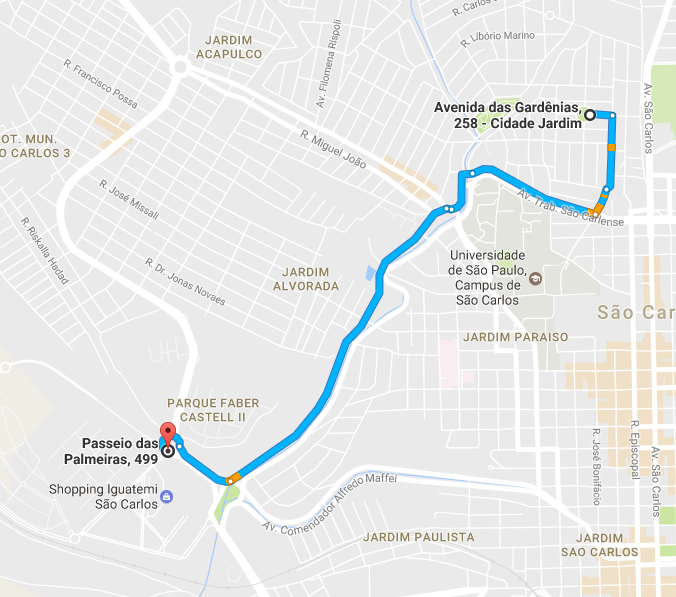 JARDIM
ACAPULCO
R. Francisco Possa
Av. Filomena Rispoli
R. Carlos
R. Libório Marino
Av. São Carlos
Avenida das Gardênias,
258 - Cidade Jardim
OT. MUN.
O CARLOS 3
R. Miguel João
R. José Missali
Av. Trab. São Carlense
R. Riskalla Hadad
R. Dr. Jonas Novaes
JARDIM
ALVORADA
Universidade
de São Paulo,
Campus de
São Carlos
São Car
JARDIM PARAISO
PARQUE FABER
CASTELL II
Passeio das
Palmeiras, 499
Shopping Iguatemi
São Carlos
R. José Bonifácio
R. Episcopal
Av. São Carlos
Av. Comendador Alfredo Maffei
JARDIM PAULISTA
JARDIM
SAO CARLOS